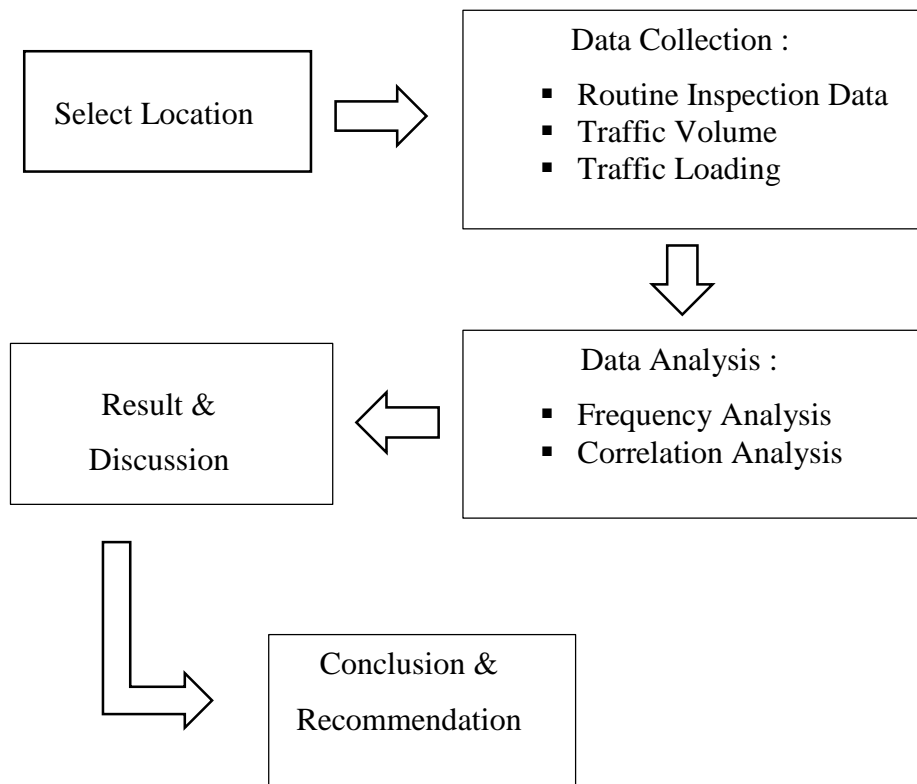 Select Location
Data Collection :
▪ Routine Inspection Data
▪ Traffic Volume
▪ Traffic Loading
Data Analysis :
▪ Frequency Analysis
▪ Correlation Analysis
Result &
Discussion
Conclusion &
Recommendation